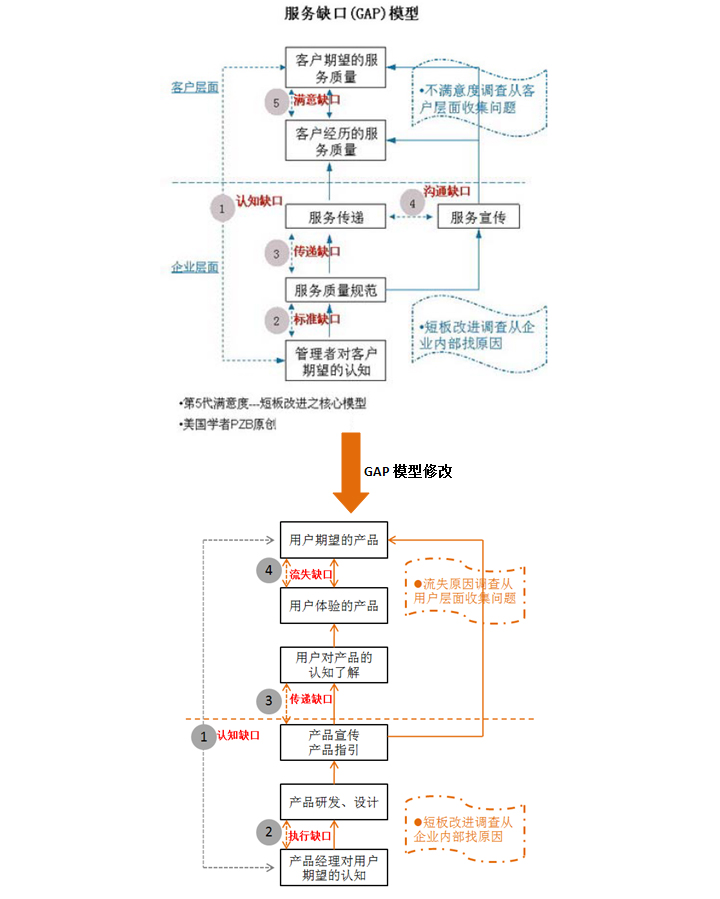 服务缺口(GAP)模型
客户期望的服
务质量
客户层面
5
满意缺口
•不满意度调查从客
户层面收集问题
客户经历的服
务质量
1
认知缺口
4
沟通缺口
服务传递
服务宣传
3
传递缺口
企业层面
服务质量规范
2
标准缺口
•短板改进调查从企
业内部找原因
管理者对客户
期望的认知
•第5代满意度---短板改进之核心模型
•美国学者PZB原创
GAP 模型修改
用户期望的产品
4
流失缺口
●流失原因调查从
用户层面收集问题
用户体验的产品
用户对产品的
认知了解
3
传递缺口
1
认知缺口
产品宣传
产品指引
产品研发、设计
2
执行缺口
●短板改进调查从
企业内部找原因
产品经理对用户
期望的认知